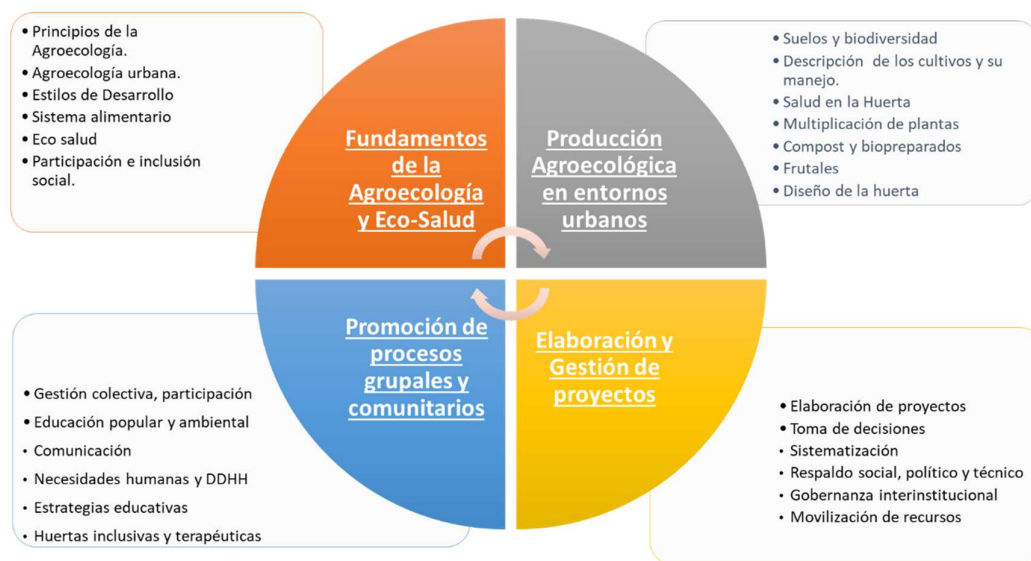 • Principios de la
Agroecología.
• Agroecología urbana.
• Estilos de Desarrollo
• Sistema alimentario
• Eco salud
• Participación e inclusión
social.
Fundamentos
de la
Agroecología
y Eco-Salud
Producción
Agroecológica
en entornos
urbanos
• Suelos y biodiversidad
• Descripción de los cultivos y su
manejo.
• Salud en la Huerta
• Multiplicación de plantas
• Compost y biopreparados
• Frutales
• Diseño de la huerta
Promoción de
procesos
grupales y
comunitarios
• Gestión colectiva, participación
• Educación popular y ambiental
• Comunicación
• Necesidades humanas y DDHH
• Estrategias educativas
• Huertas inclusivas y terapéuticas
Elaboración y
Gestión de
proyectos
• Elaboración de proyectos
• Toma de decisiones
• Sistematización
• Respaldo social, político y técnico
• Gobernanza interinstitucional
• Movilización de recursos